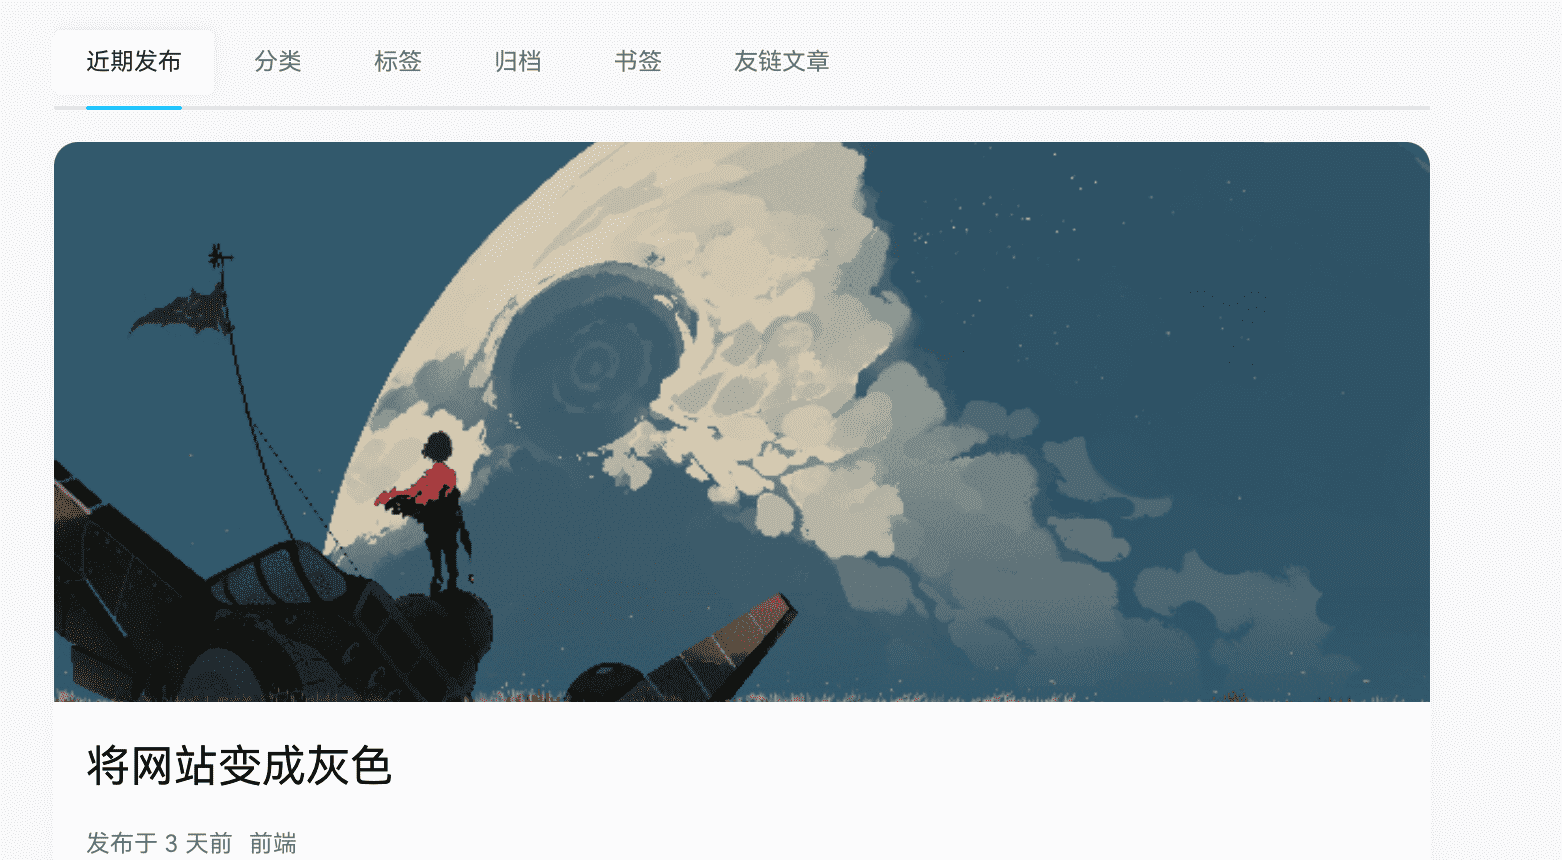 近期发布 分类 标签 归档 书签 友链文章
将网站变成灰色
发布于 3 天前 前端